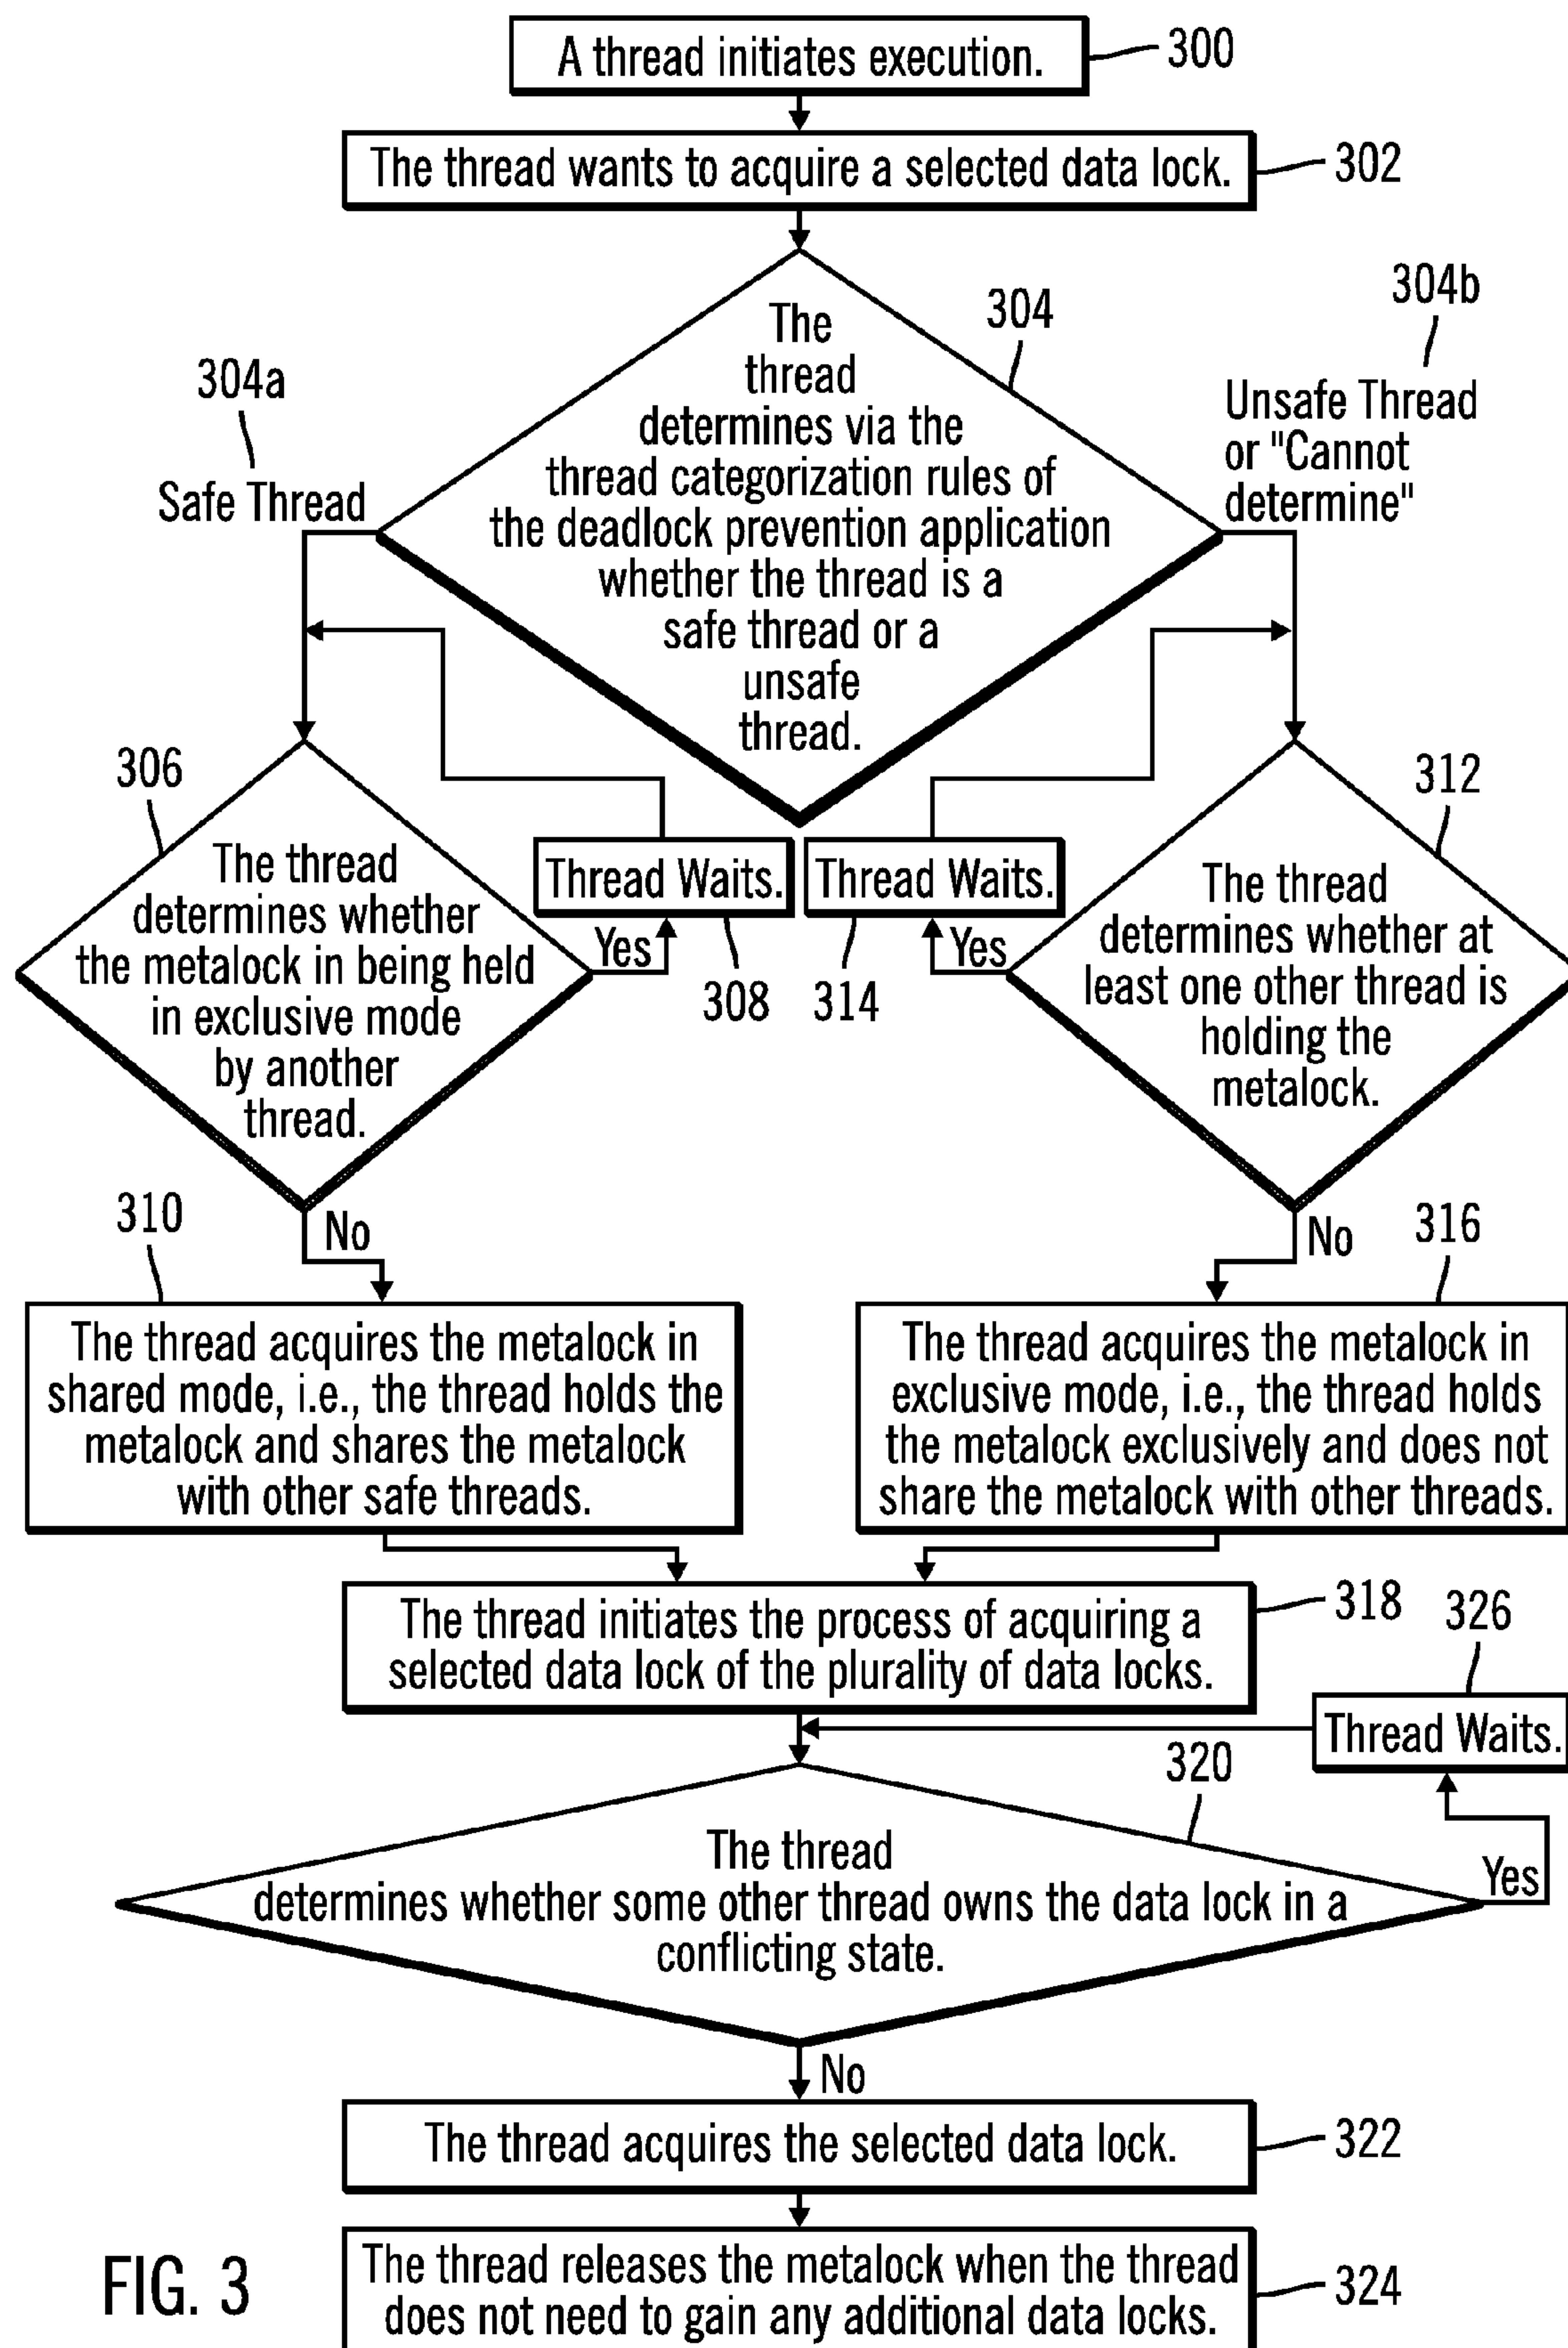 A thread initiates execution.
300
The thread wants to acquire a selected data lock.
302
304b
304
The
thread
determines via the
thread categorization rules of
the deadlock prevention application
whether the thread is a
safe thread or a
unsafe
thread.
304a
Safe Thread
Unsafe Thread
or "Cannot
determine"
306
The thread
determines whether
the metalock in being held
in exclusive mode
by another
thread.
Yes
Thread Waits.
308
Thread Waits.
314
Yes
312
The thread
determines whether at
least one other thread is
holding the
metalock.
No
No
310
The thread acquires the metalock in
shared mode, i.e., the thread holds the
metalock and shares the metalock
with other safe threads.
316
The thread acquires the metalock in
exclusive mode, i.e., the thread holds
the metalock exclusively and does not
share the metalock with other threads.
The thread initiates the process of acquiring a
selected data lock of the plurality of data locks.
318
326
Thread Waits.
320
The thread
determines whether some other thread owns the data lock in a
conflicting state.
Yes
No
The thread acquires the selected data lock.
322
The thread releases the metalock when the thread
does not need to gain any additional data locks.
324
FIG. 3